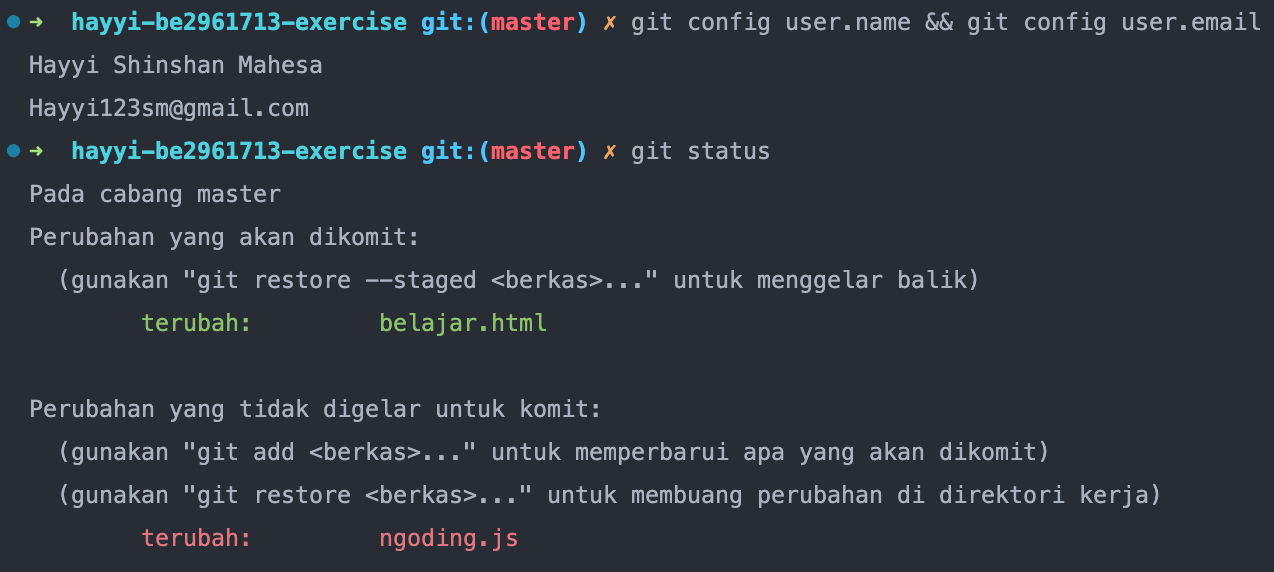 ➜ hayyi-be2961713-exercise git:(master) ✗ git config user.name && git config user.email
Hayyi Shinshan Mahesa
Hayyi123sm@gmail.com
➜ hayyi-be2961713-exercise git:(master) ✗ git status
Pada cabang master
Perubahan yang akan dikomit:
(gunakan "git restore --staged <berkas>..." untuk menggelar balik)
terubah: belajar.html
Perubahan yang tidak digelar untuk komit:
(gunakan "git add <berkas>..." untuk memperbarui apa yang akan dikomit)
(gunakan "git restore <berkas>..." untuk membuang perubahan di direktori kerja)
terubah: ngoding.js